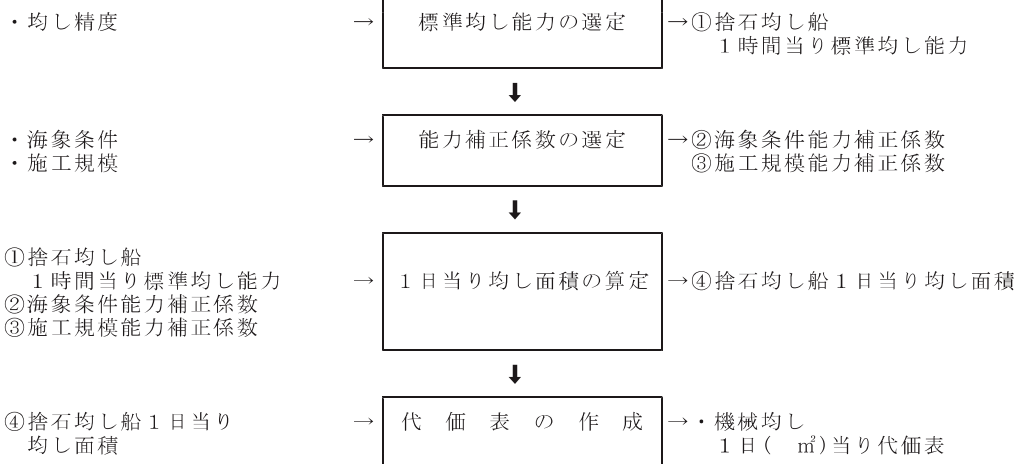 ・均し精度 → 標準均し能力の選定 →①捨石均し船
１時間当り標準均し能力
⬇
・海象条件 → 能力補正係数の選定 →②海象条件能力補正係数
・施工規模 ③施工規模能力補正係数
⬇
①捨石均し船
１時間当り標準均し能力 → １日当り均し面積の算定 →④捨石均し船１日当り均し面積
②海象条件能力補正係数
③施工規模能力補正係数
⬇
④捨石均し船１日当り → 代　価　表　の　作　成 →・機械均し
均し面積 １日(　㎡)当り代価表